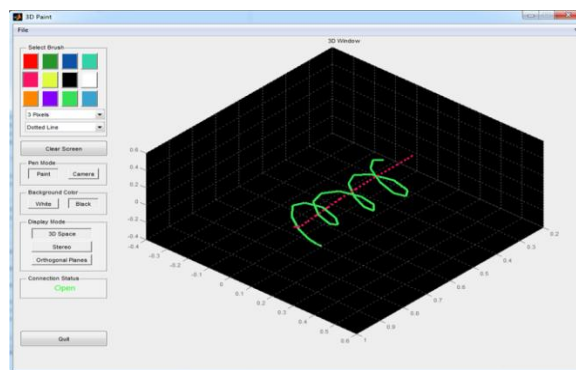 3D Paint
File
3D Window
Select Brush
3 Pixels
Dotted Line
Clear Screen
Pen Mode
Paint Camera
Background Color
White Black
Display Mode
3D Space
Stereo
Orthogonal Planes
Connection Status
Open
Quit
0.6
0.4
0.2
0
-0.2
-0.4
-0.3
-0.2
-0.1
0
0.1
0.2
0.3
0.4
0.5
0.6
1
0.9
0.8
0.7
0.6
0.5
0.4
0.3
0.2